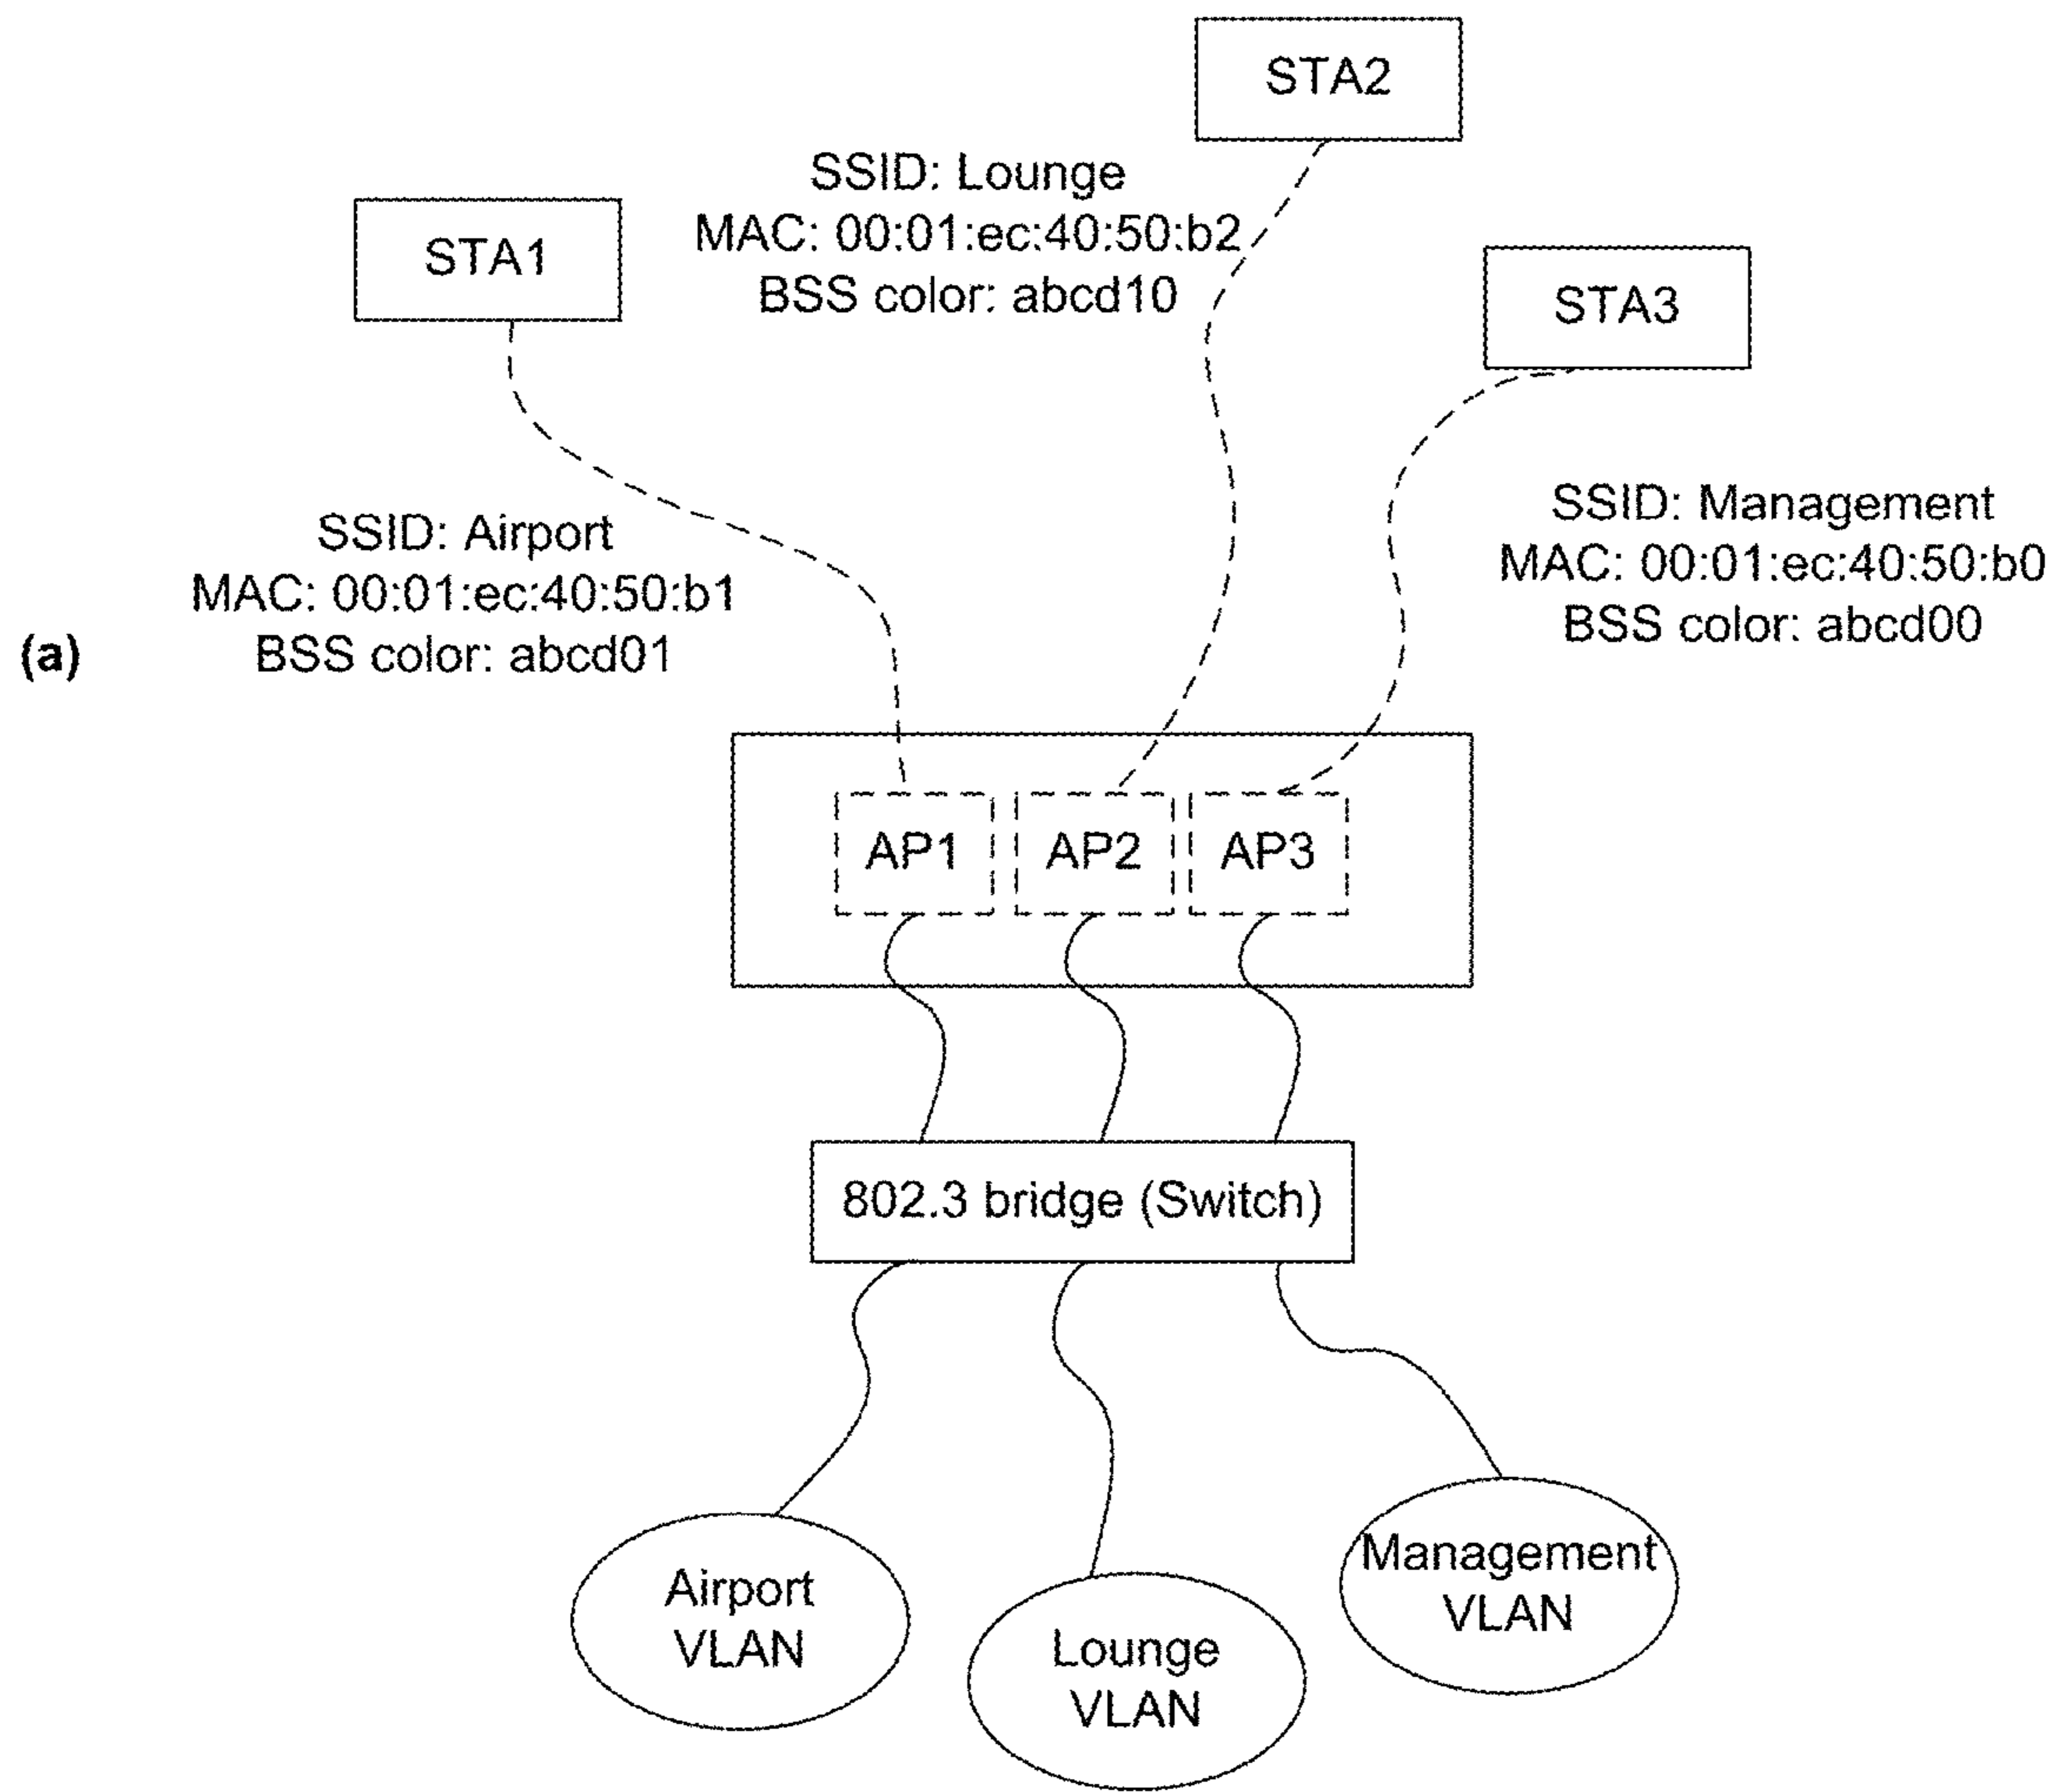 STA2
SSID: Lounge
MAC: 00:01:ec:40:50:b2
BSS color: abcd10
STA1
STA3
SSID: Airport
MAC: 00:01:ec:40:50:b1
BSS color: abcd01
SSID: Management
MAC: 00:01:ec:40:50:b0
BSS color: abcd00
(a)
AP1
AP2
AP3
802.3 bridge (Switch)
Airport
VLAN
Lounge
VLAN
Management
VLAN